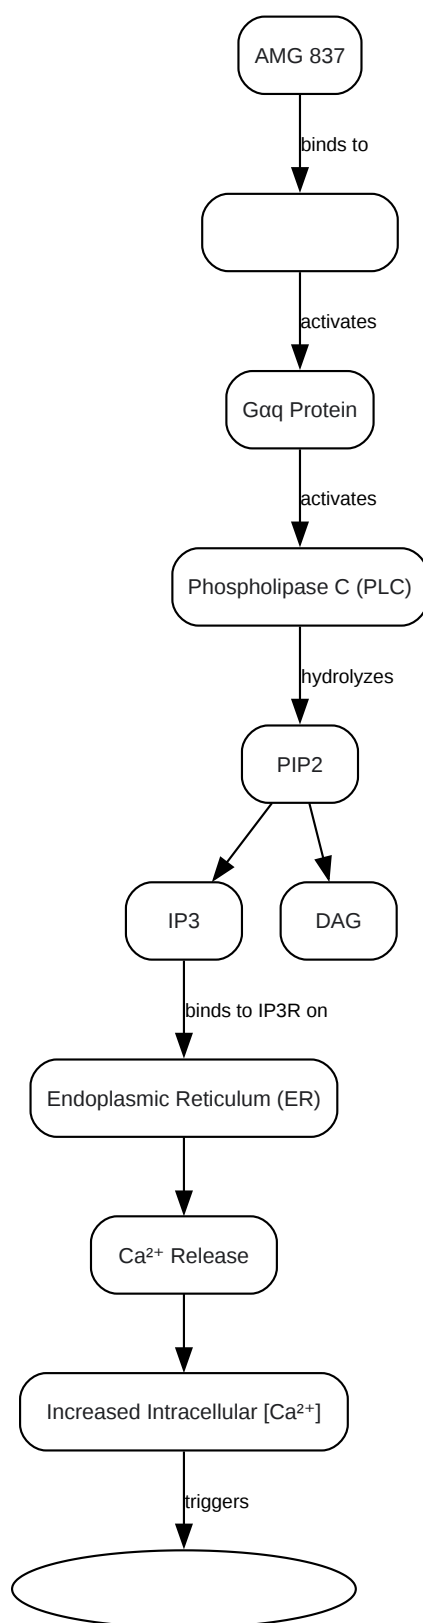 AMG 837
binds to
activates
Gαq Protein
activates
Phospholipase C (PLC)
hydrolyzes
PIP2
IP3
DAG
binds to IP3R on
Endoplasmic Reticulum (ER)
Ca²⁺ Release
Increased Intracellular [Ca²⁺]
triggers